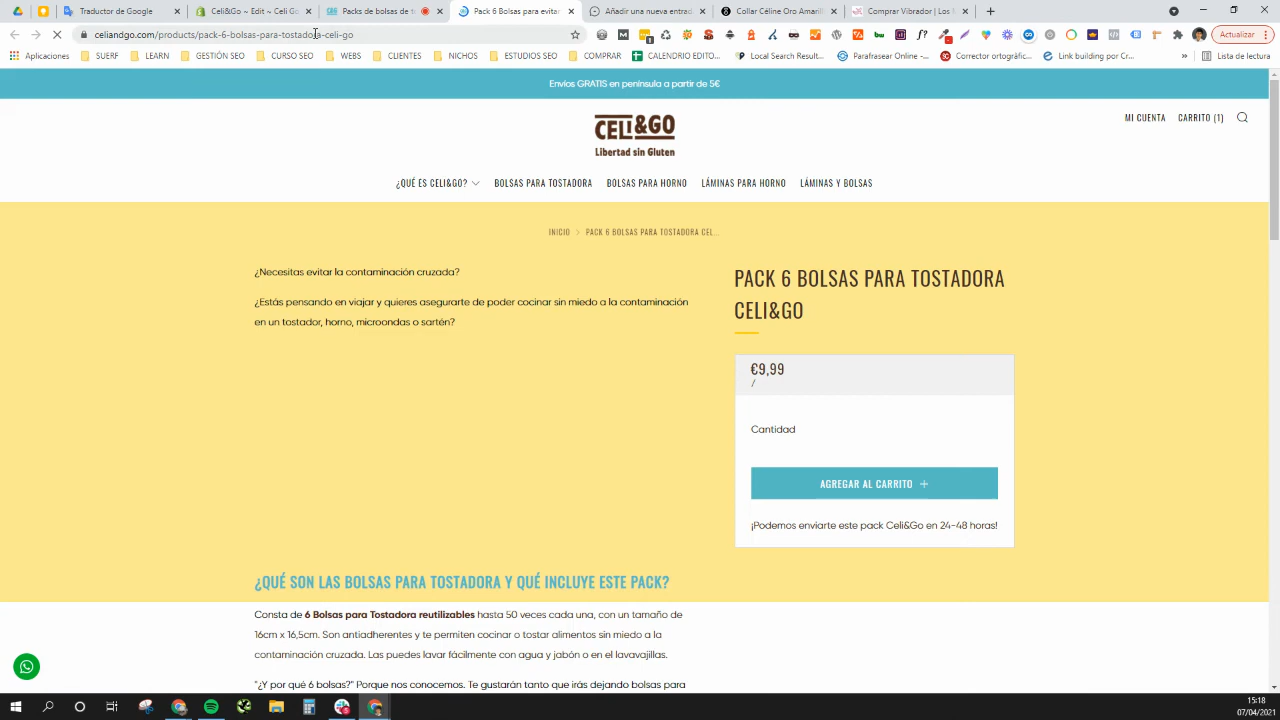 Traductor de Google
Celi&Go ~ Edit ~ Celi Go
Packs de bolsas de t
Pack 6 Bolsas para evitar
Añadir una nueva entrad
Collar Céline Oro Amarill
Comprar Vibrador | Los
celiandgo.com/products/pack-6-bolsas-para-tostadora-celi-go
Actualizar
Aplicaciones
SUEFI
LEARN
GESTIÓN SEO
CURSO SEO
WEBS
CLIENTES
NICHOS
ESTUDIOS SEO
COMPRAR
CALENDARIO EDITO...
Local Search Result...
Parafrasear Online -...
Corrector ortográfic...
Link building por Cr...
»
Lista de lectura
Envíos GRATIS en península a partir de 5€
CELI&GO
Libertad sin Gluten
MI CUENTA
CARRITO (1)
¿QUÉ ES CELI&GO?
BOLSAS PARA TOSTADORA
BOLSAS PARA HORNO
LÁMINAS PARA HORNO
LÁMINAS Y BOLSAS
INICIO > PACK 6 BOLSAS PARA TOSTADORA CEL...
¿Necesitas evitar la contaminación cruzada?
¿Estás pensando en viajar y quieres asegurarte de poder cocinar sin miedo a la contaminación
en un tostador, horno, microondas o sartén?
PACK 6 BOLSAS PARA TOSTADORA
CELI&GO
€9,99
/
Cantidad
AGREGAR AL CARRITO +
¡Podemos enviarte este pack Celi&Go en 24-48 horas!
¿QUÉ SON LAS BOLSAS PARA TOSTADORA Y QUÉ INCLUYE ESTE PACK?
Consta de 6 Bolsas para Tostadora reutilizables hasta 50 veces cada una, con un tamaño de
16cm x 16,5cm. Son antiadherentes y te permiten cocinar o tostar alimentos sin miedo a la
contaminación cruzada. Las puedes lavar fácilmente con agua y jabón o en el lavavajillas.
"¿Y por qué 6 bolsas?" Porque nos conocemos. Te gustarán tanto que irás dejando bolsas para
15:18
07/04/2021